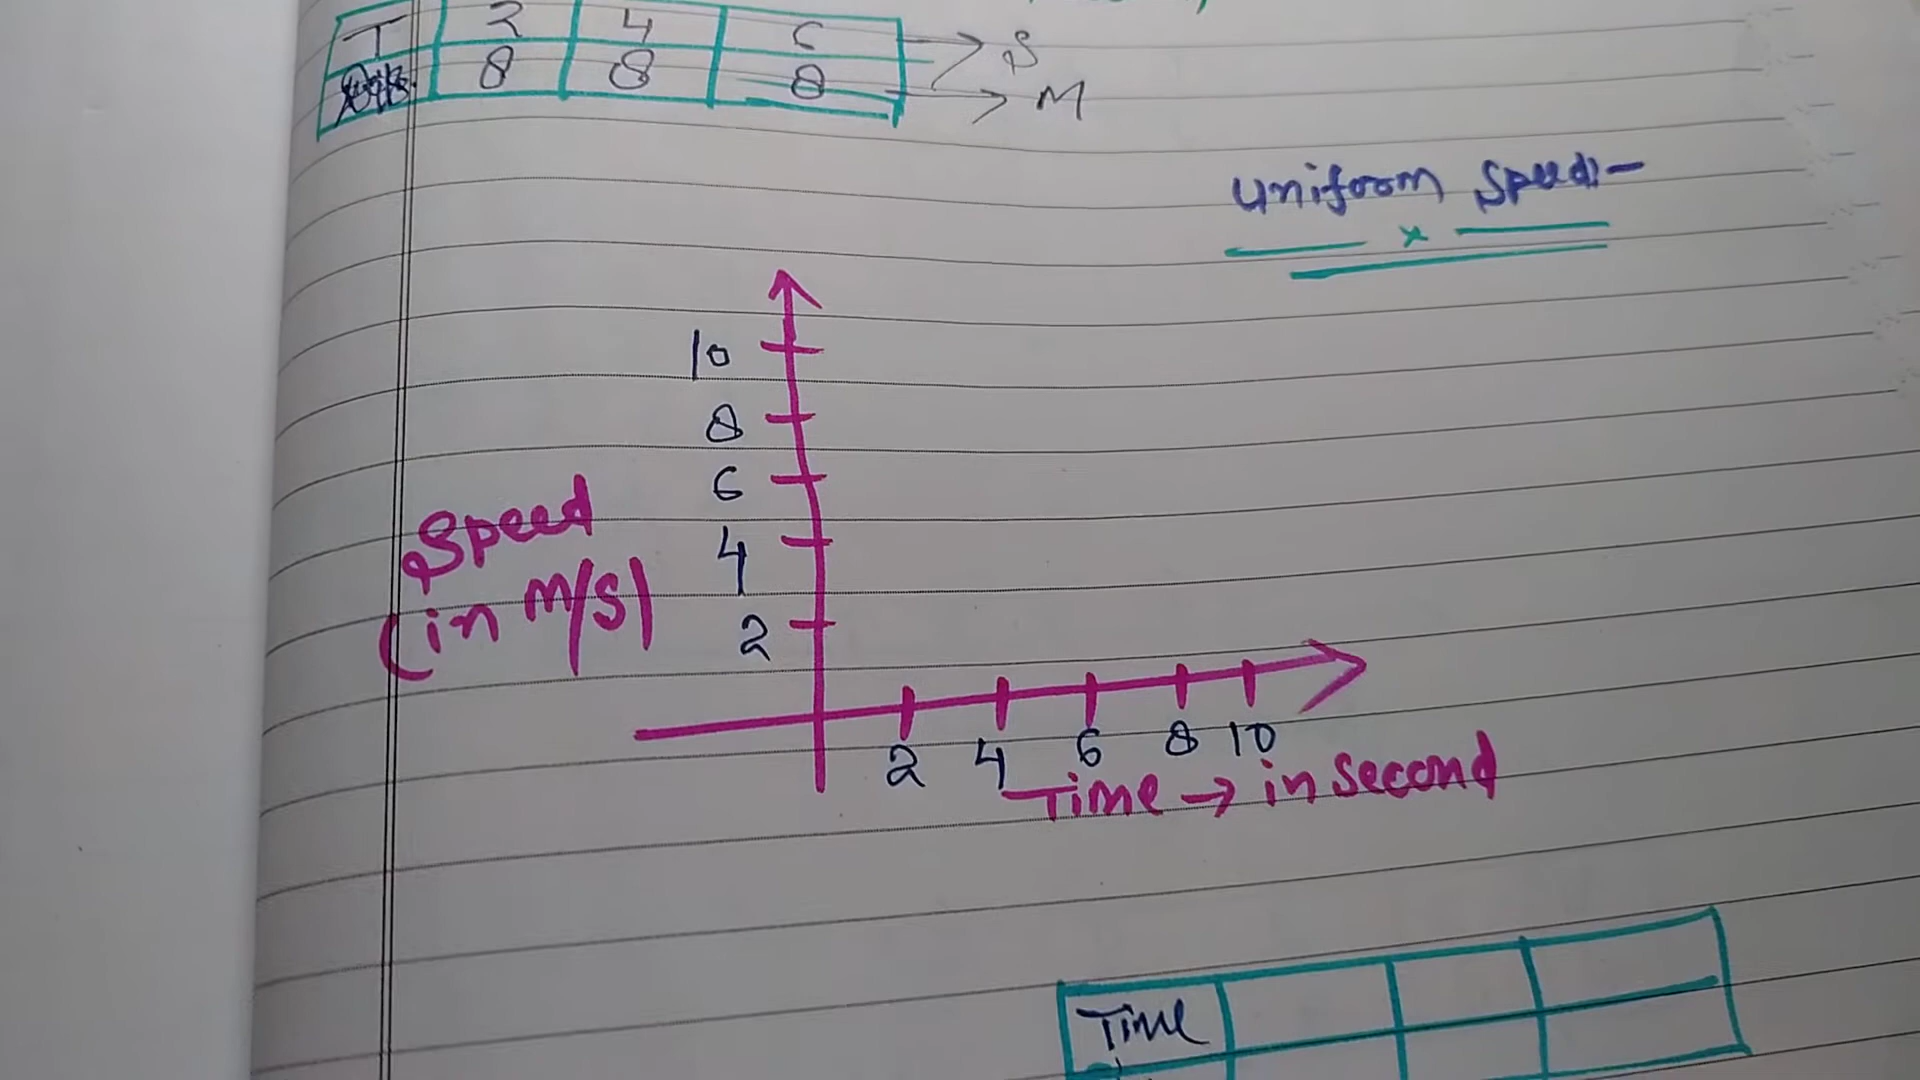 T 2 4 6 → S
8 8 8 → M
Uniform Speed:-
10
8
6
4
2
Speed
(in m/s)
2 4 6 8 10
Time → in second
Time